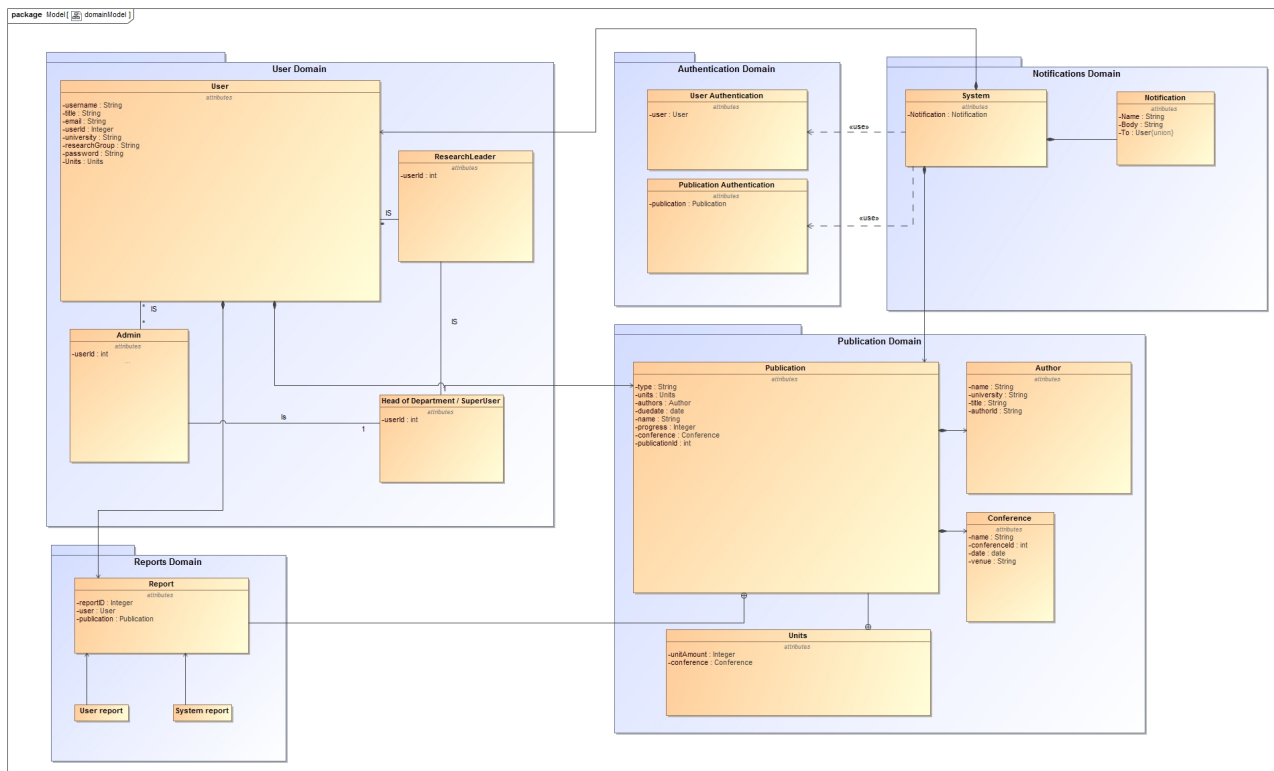 package Model[ domainModel ]
User Domain
User
attributes
-username : String
-title : String
-email : String
-userId : Integer
-university : String
-researchGroup : String
-password : String
-Units : Units
ResearchLeader
attributes
-userId : int
IS
*
* IS
*
IS
Admin
attributes
-userId : int
...
Is
1
1
Head of Department / SuperUser
attributes
-userId : int
Authentication Domain
User Authentication
attributes
-user : User
Publication Authentication
attributes
-publication : Publication
«use»
«use»
Notifications Domain
System
attributes
-Notification : Notification
Notification
attributes
-Name : String
-Body : String
-To : User{union}
Publication Domain
Publication
attributes
-type : String
-units : Units
-authors : Author
-duedate : date
-name : String
-progress : Integer
-conference : Conference
-publicationId : int
Author
attributes
-name : String
-university : String
-title : String
-authorId : String
Conference
attributes
-name : String
-conferenceId : int
-date : date
-venue : String
Units
attributes
-unitAmount : Integer
-conference : Conference
Reports Domain
Report
attributes
-reportID : Integer
-user : User
-publication : Publication
User report
System report